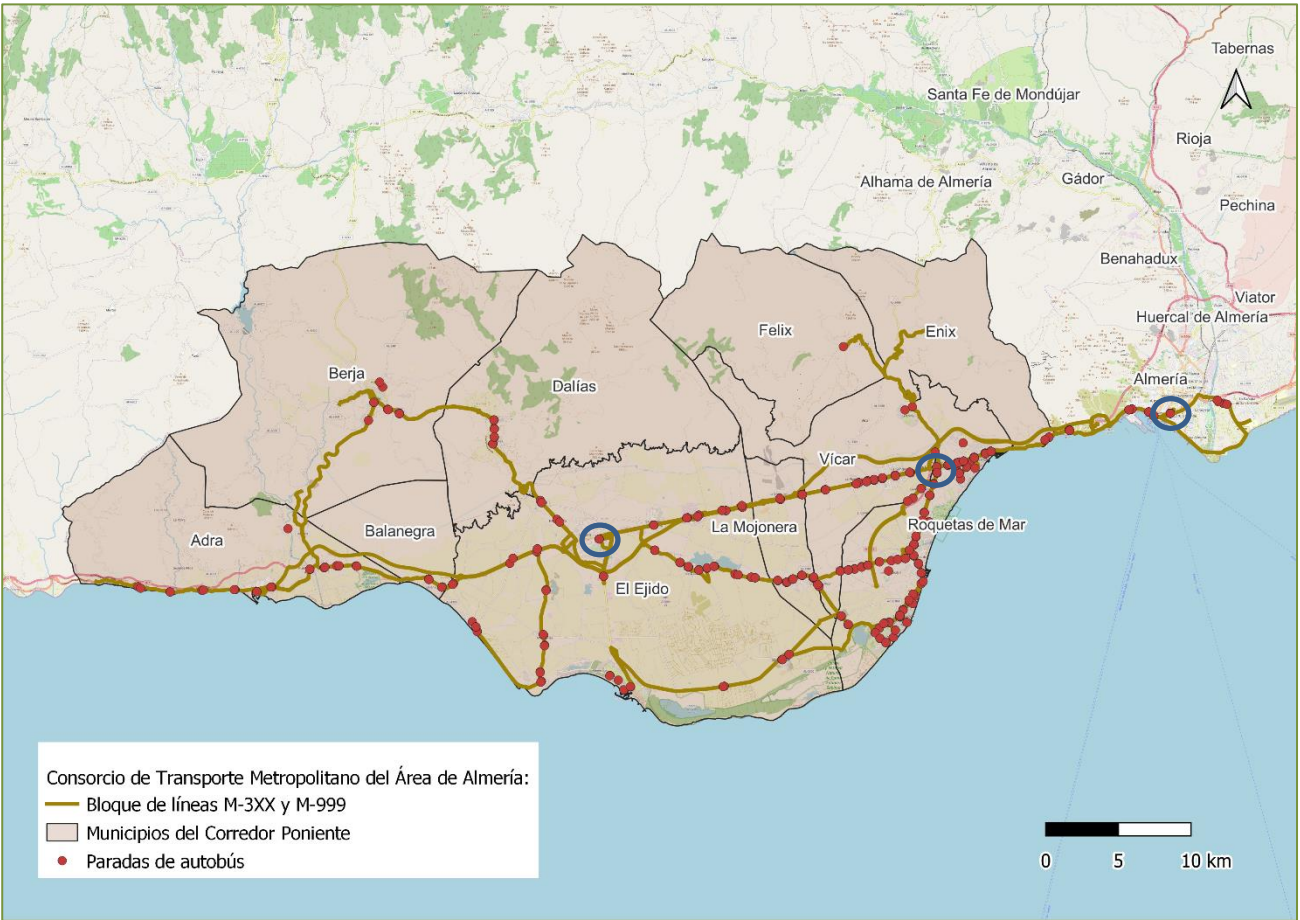 Tabernas
Santa Fe de Mondújar
Rioja
Alhama de Almería
Gádor
Pechina
Benahadux
Viator
Huercal de Almería
Felix
Enix
Berja
Dalías
Almería
Vícar
La Mojonera
Roquetas de Mar
Adra
Balanegra
El Ejido
Consorcio de Transporte Metropolitano del Área de Almería:
Bloque de líneas M-3XX y M-999
Municipios del Corredor Poniente
Paradas de autobús
0 5 10 km